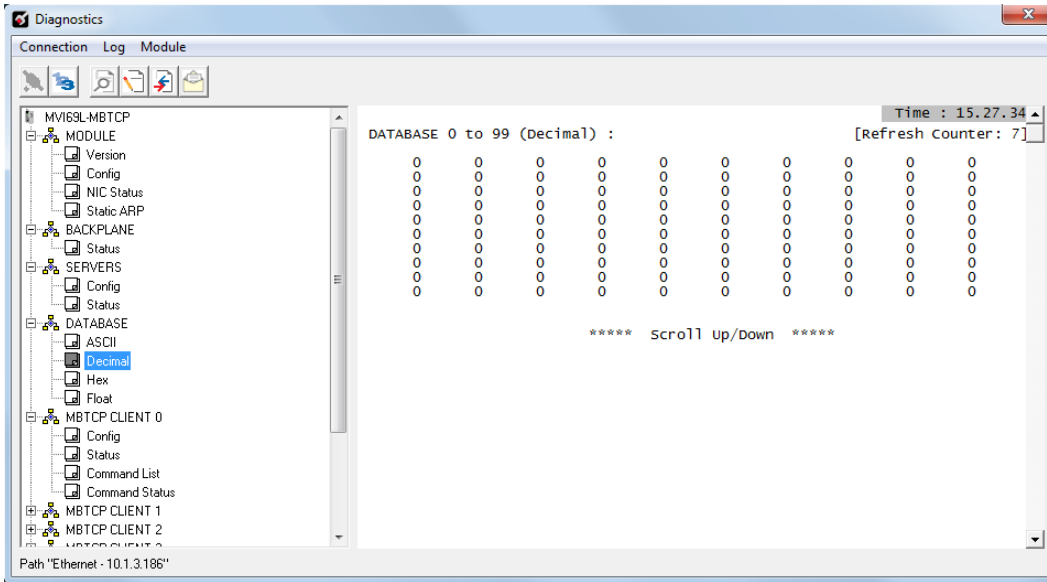 Diagnostics
Connection Log Module
MVI69L-MBTCP
MODULE
Version
Config
NIC Status
Static ARP
BACKPLANE
Status
SERVERS
Config
Status
DATABASE
ASCII
Decimal
Hex
Float
MBTCP CLIENT 0
Config
Status
Command List
Command Status
MBTCP CLIENT 1
MBTCP CLIENT 2
Time : 15.27.34
DATABASE 0 to 99 (Decimal) : [Refresh Counter: 7]
0 0 0 0 0 0 0 0 0 0
0 0 0 0 0 0 0 0 0 0
0 0 0 0 0 0 0 0 0 0
0 0 0 0 0 0 0 0 0 0
0 0 0 0 0 0 0 0 0 0
0 0 0 0 0 0 0 0 0 0
0 0 0 0 0 0 0 0 0 0
0 0 0 0 0 0 0 0 0 0
0 0 0 0 0 0 0 0 0 0
0 0 0 0 0 0 0 0 0 0
***** Scroll Up/Down *****
Path "Ethernet - 10.1.3.186"